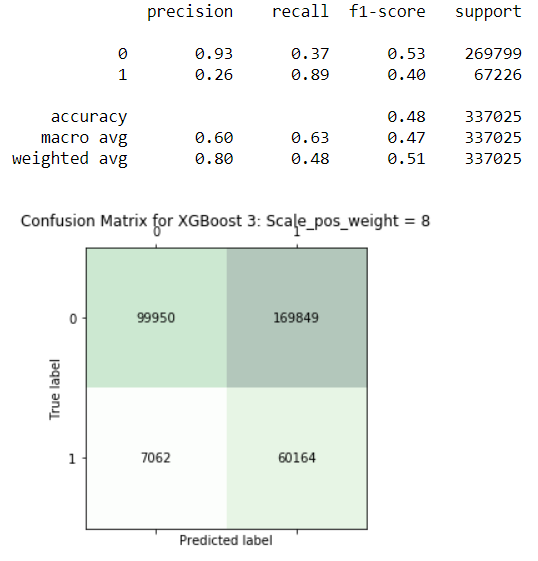 precision recall f1-score support
0 0.93 0.37 0.53 269799
1 0.26 0.89 0.40 67226
accuracy 0.48 337025
macro avg 0.60 0.63 0.47 337025
weighted avg 0.80 0.48 0.51 337025
Confusion Matrix for XGBoost 3: Scale_pos_weight = 8
0 1
0 99950 169849
True label
1 7062 60164
Predicted label